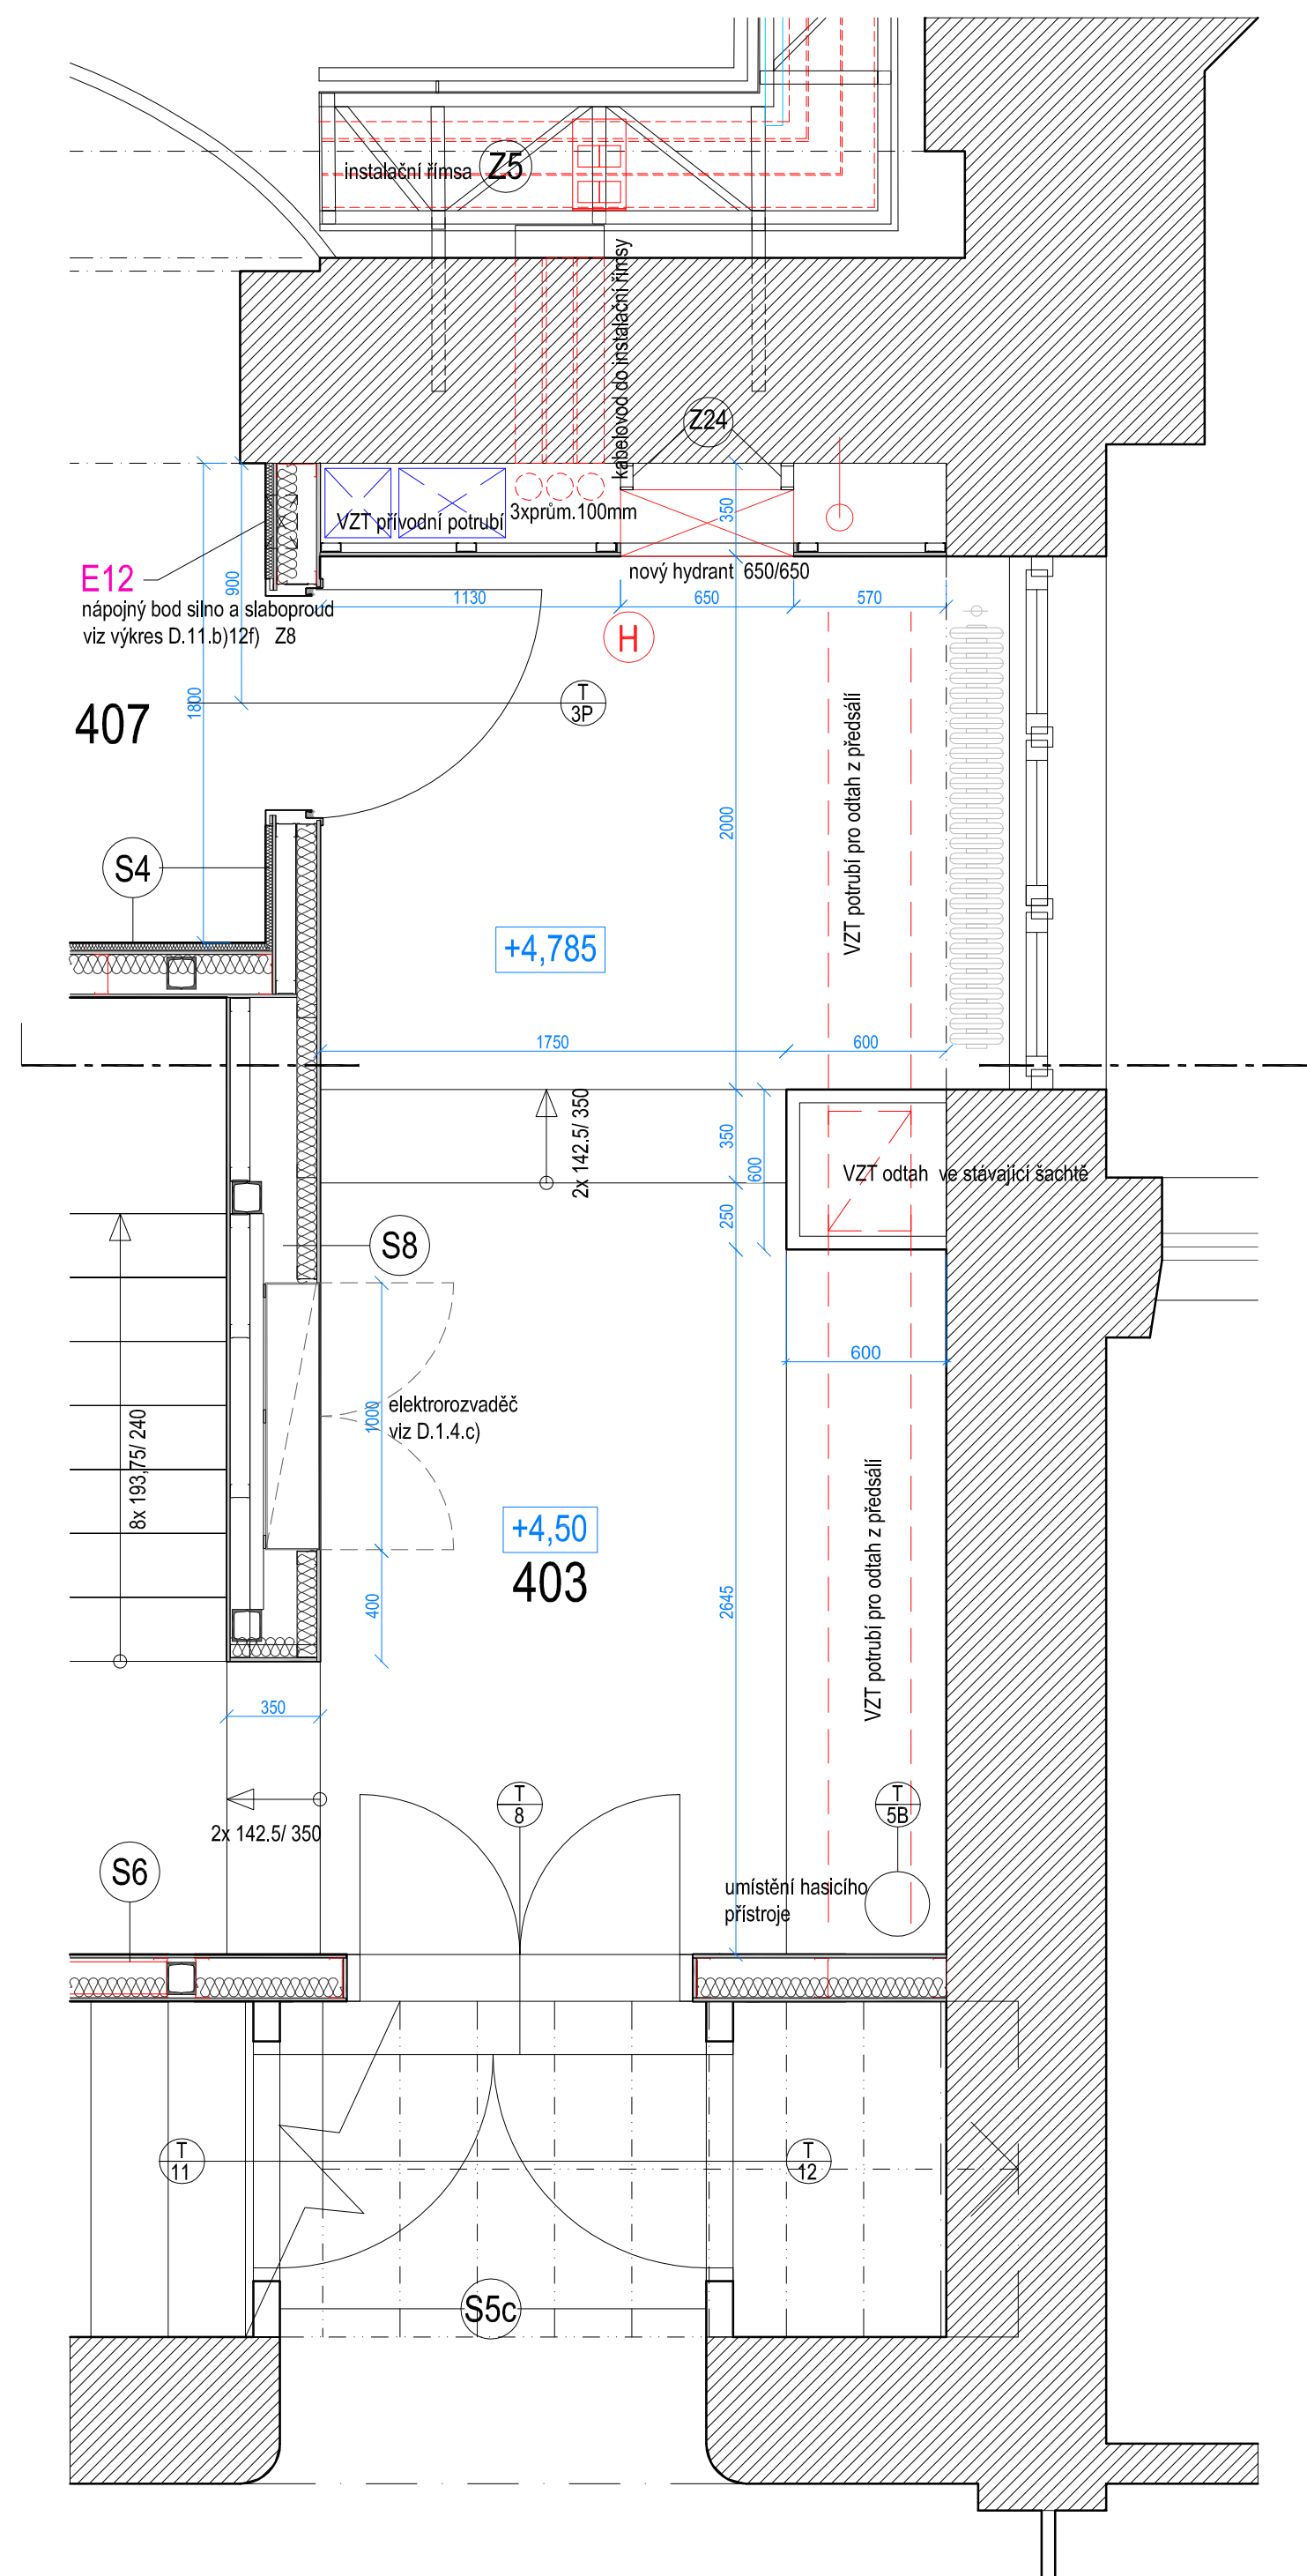 instalační římsa
Z5
kabelovod do instalační římsy
Z24
350
VZT přívodní potrubí
3xprům.100mm
nový hydrant 650/650
E12
900
nápojný bod silno a slaboproud
viz výkres D.11.b)12f) Z8
1130
650
570
H
1800
T
3P
407
VZT potrubí pro odtah z předsálí
2000
S4
+4,785
1750
600
2x 142.5/ 350
350
600
VZT odtah ve stávající šachtě
250
S8
600
1000
elektrorozvaděč
viz D.1.4.c)
8x 193,75/ 240
+4,50
403
400
2645
VZT potrubí pro odtah z předsálí
350
T
8
T
5B
2x 142.5/ 350
S6
umístění hasicího
přístroje
T
11
T
12
S5c